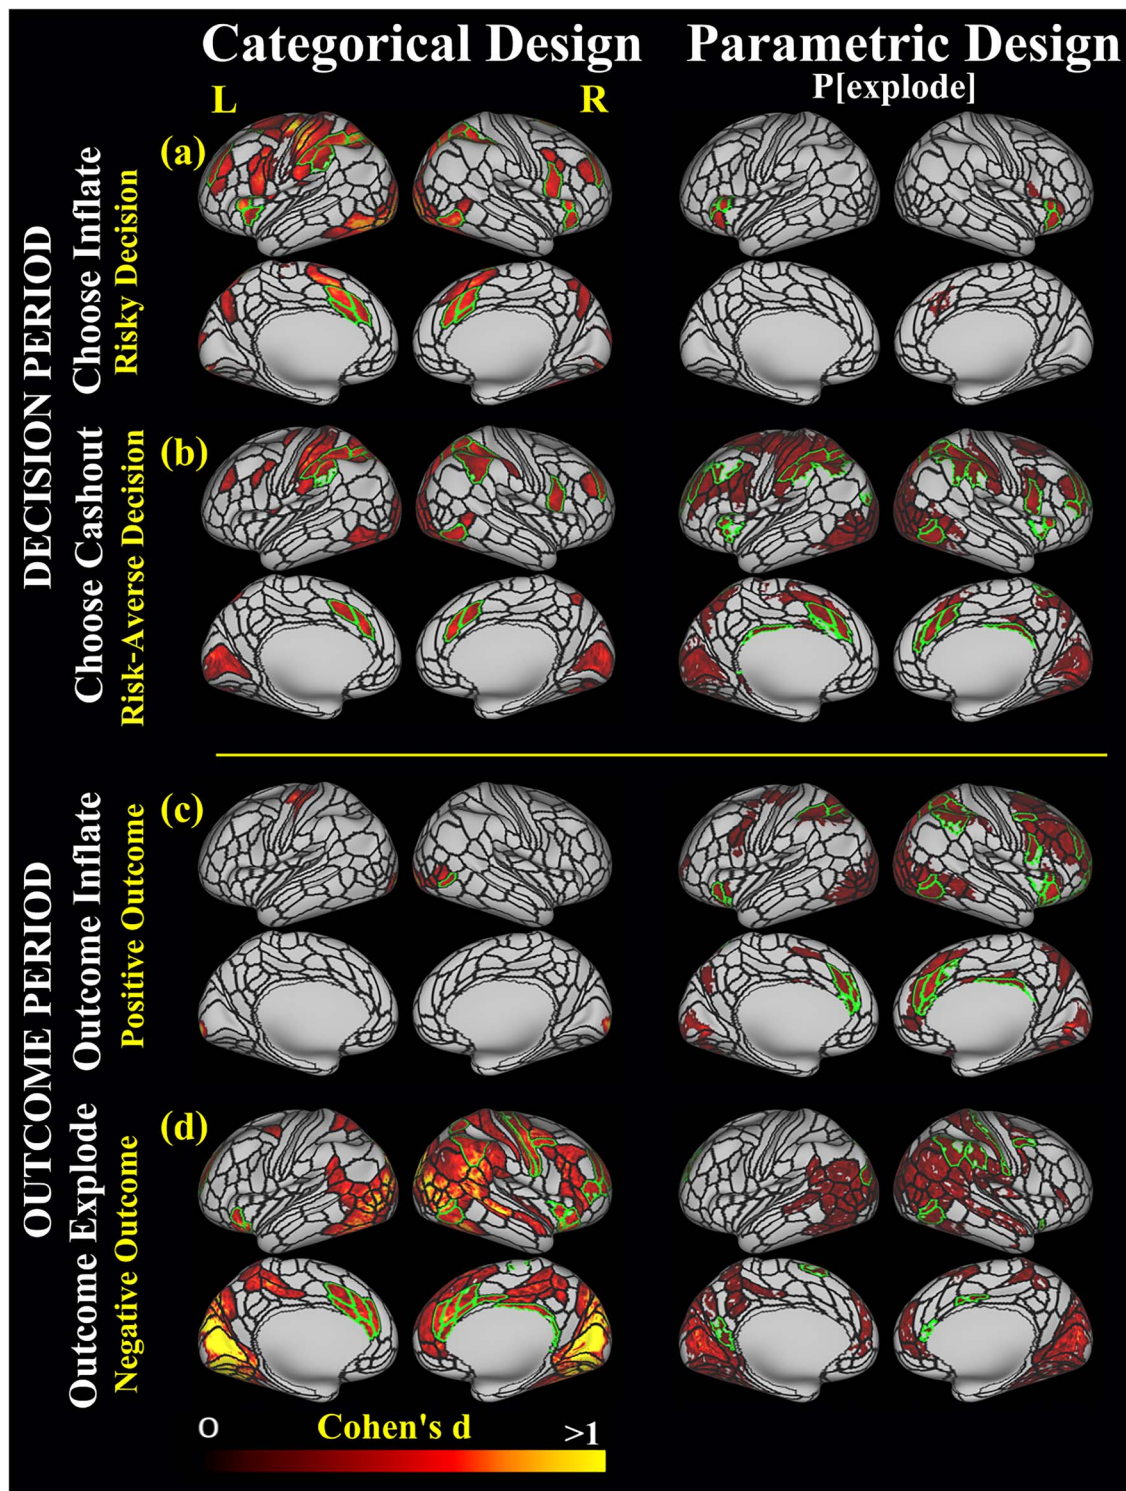 Categorical Design
Parametric Design
P[explode]
L
R
DECISION PERIOD
Choose Inflate
Risky Decision
(a)
Choose Cashout
Risk-Averse Decision
(b)
OUTCOME PERIOD
Outcome Inflate
Positive Outcome
(c)
Outcome Explode
Negative Outcome
(d)
0
Cohen's d
>1